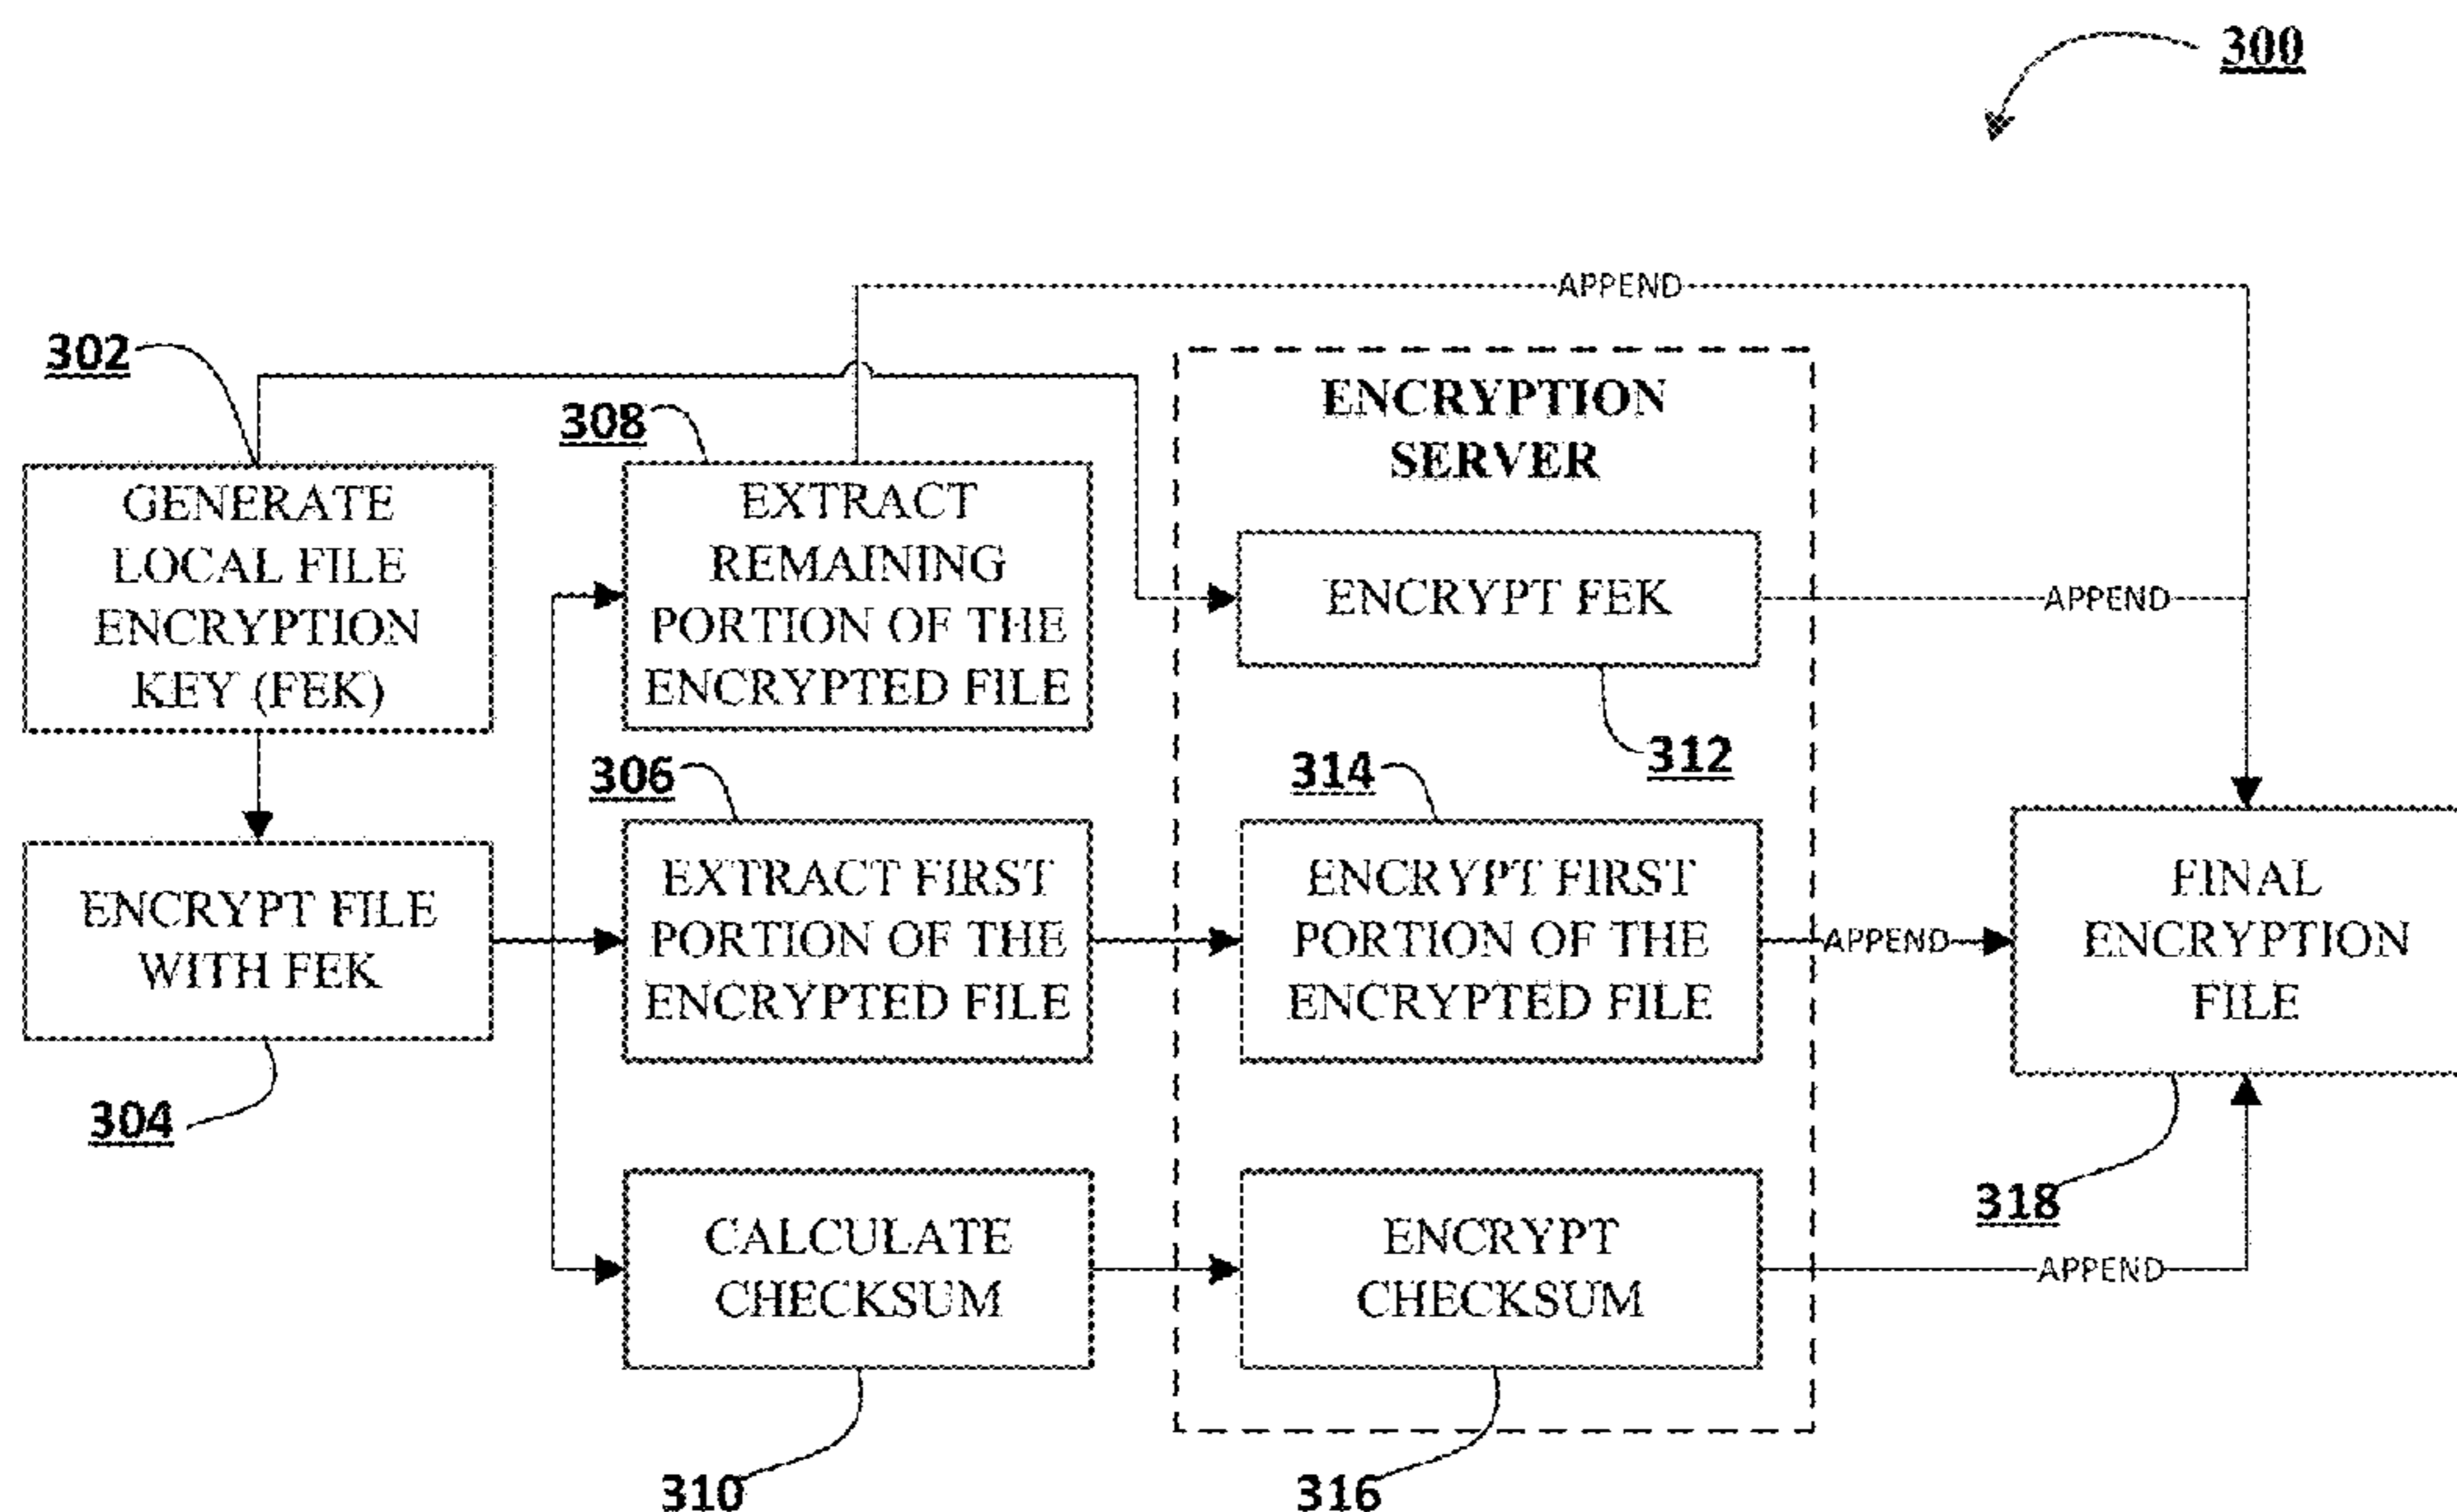 300
APPEND
302
308
ENCRYPTION
SERVER
GENERATE
LOCAL FILE
ENCRYPTION
KEY (FEK)
EXTRACT
REMAINING
PORTION OF THE
ENCRYPTED FILE
ENCRYPT FEK
APPEND
312
306
314
ENCRYPT FILE
WITH FEK
304
EXTRACT FIRST
PORTION OF THE
ENCRYPTED FILE
ENCRYPT FIRST
PORTION OF THE
ENCRYPTED FILE
APPEND
FINAL
ENCRYPTION
FILE
318
CALCULATE
CHECKSUM
ENCRYPT
CHECKSUM
APPEND
310
316